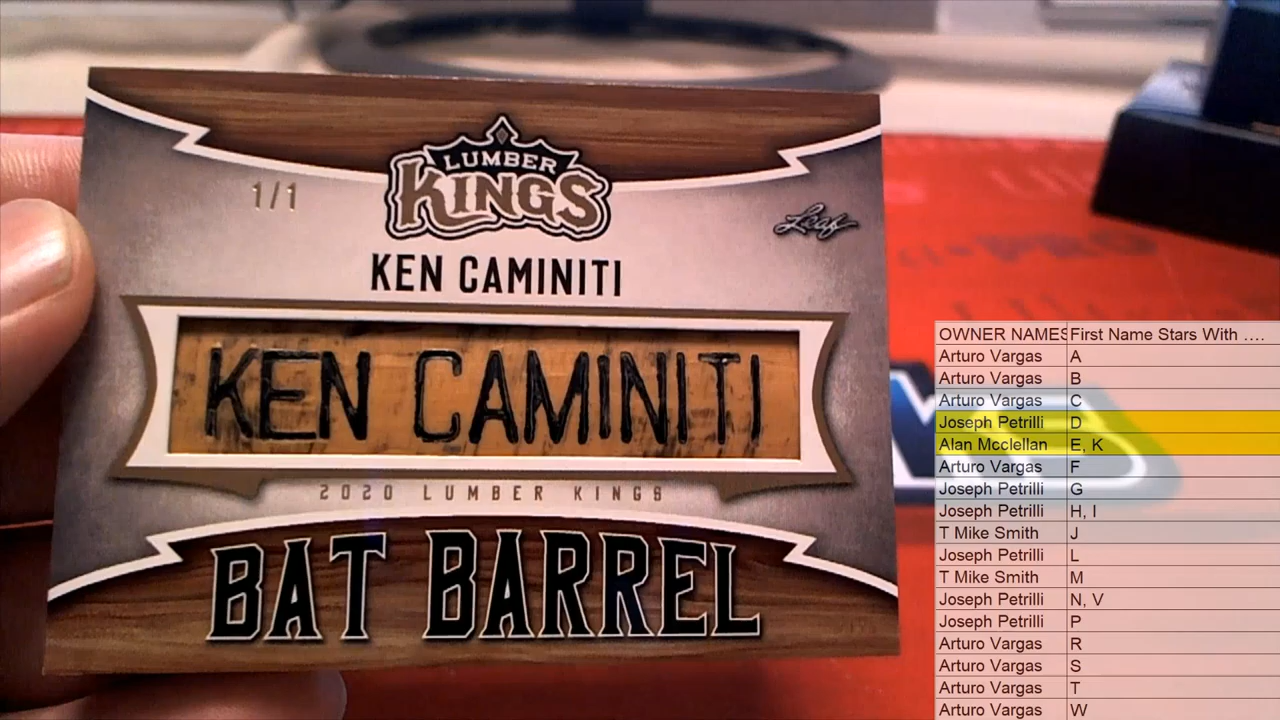 LUMBER
KINGS
1/1
Leaf
KEN CAMINITI
KEN CAMINITI
2020 LUMBER KINGS
BAT BARREL
PRO
OWNER NAMES First Name Stars With ....
Arturo Vargas A
Arturo Vargas B
Arturo Vargas C
Joseph Petrilli D
Alan Mcclellan E, K
Arturo Vargas F
Joseph Petrilli G
Joseph Petrilli H, I
T Mike Smith J
Joseph Petrilli L
T Mike Smith M
Joseph Petrilli N, V
Joseph Petrilli P
Arturo Vargas R
Arturo Vargas S
Arturo Vargas T
Arturo Vargas W